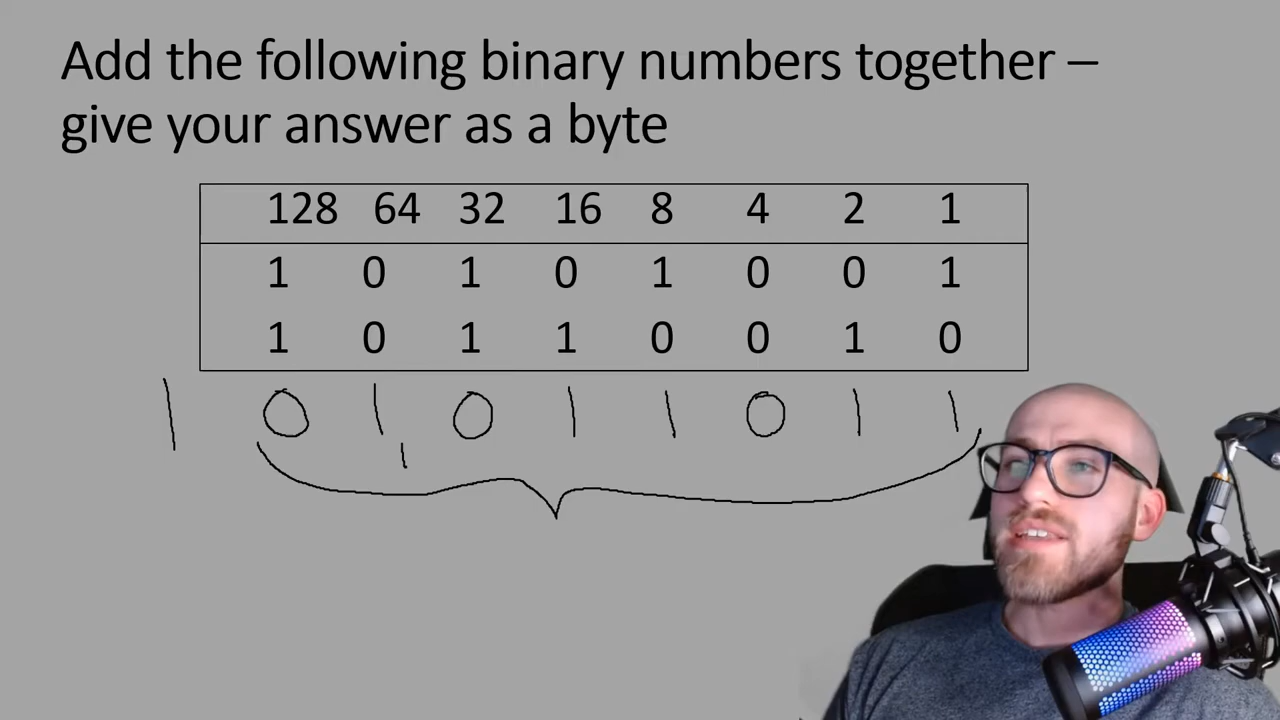 Add the following binary numbers together –
give your answer as a byte
128 64 32 16 8 4 2 1
1 0 1 0 1 0 0 1
1 0 1 1 0 0 1 0
1 0 1 0 1 1 0 1 1
1